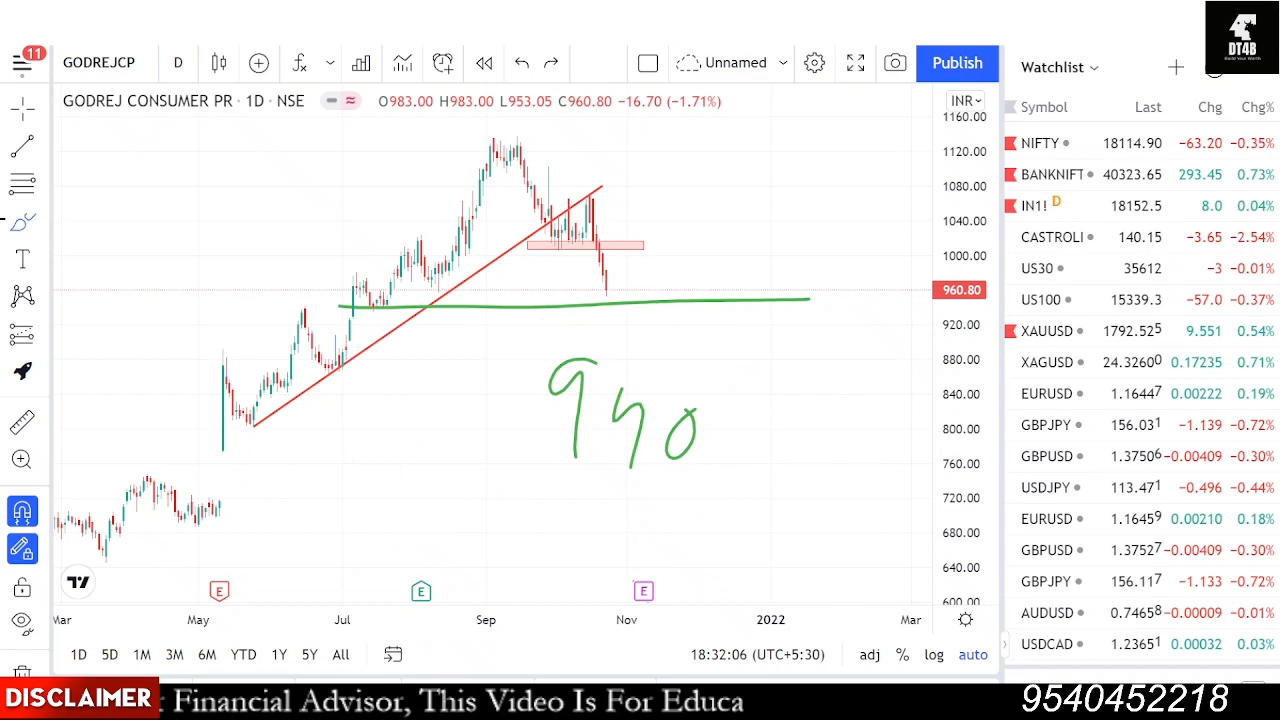 DT4B
Build Your Worth
11
GODREJCP D Unnamed Publish
Watchlist
GODREJ CONSUMER PR · 1D · NSE O983.00 H983.00 L953.05 C960.80 −16.70 (−1.71%)
INR
Symbol Last Chg Chg%
NIFTY 18114.90 −63.20 −0.35%
BANKNIFT 40323.65 293.45 0.73%
IN1! D 18152.5 8.0 0.04%
CASTROLI 140.15 −3.65 −2.54%
US30 35612 −3 −0.01%
US100 15339.3 −57.0 −0.37%
XAUUSD 1792.525 9.551 0.54%
XAGUSD 24.32600 0.17235 0.71%
EURUSD 1.16447 0.00222 0.19%
GBPJPY 156.031 −1.139 −0.72%
GBPUSD 1.37506 −0.00409 −0.30%
USDJPY 113.471 −0.496 −0.44%
EURUSD 1.16459 0.00210 0.18%
GBPUSD 1.37527 −0.00409 −0.30%
GBPJPY 156.117 −1.133 −0.72%
AUDUSD 0.74658 −0.00009 −0.01%
USDCAD 1.23651 0.00032 0.03%
1160.00
1120.00
1080.00
1040.00
1000.00
960.80
920.00
880.00
840.00
800.00
760.00
720.00
680.00
640.00
600.00
940
E E E
Mar May Jul Sep Nov 2022 Mar
1D 5D 1M 3M 6M YTD 1Y 5Y All 18:32:06 (UTC+5:30) adj % log auto
DISCLAIMER r Financial Advisor, This Video Is For Educa 9540452218